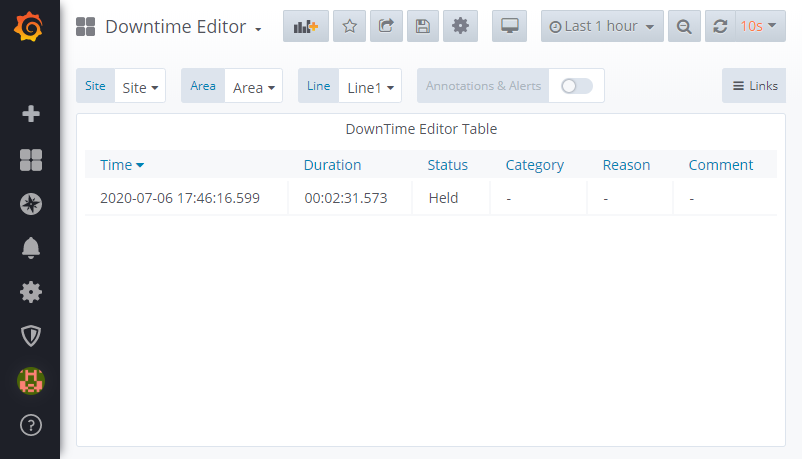 Downtime Editor
Last 1 hour
10s
Site Site Area Area Line Line1 Annotations & Alerts Links
DownTime Editor Table
Time Duration Status Category Reason Comment
2020-07-06 17:46:16.599 00:02:31.573 Held - - -